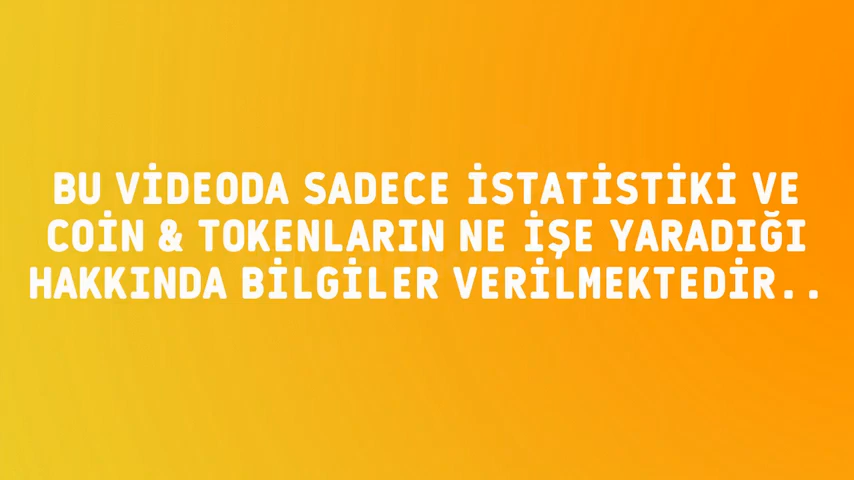 BU VİDEODA SADECE İSTATİSTİKİ VE
COİN & TOKENLARIN NE İŞE YARADIĞI
HAKKINDA BİLGİLER VERİLMEKTEDİR..